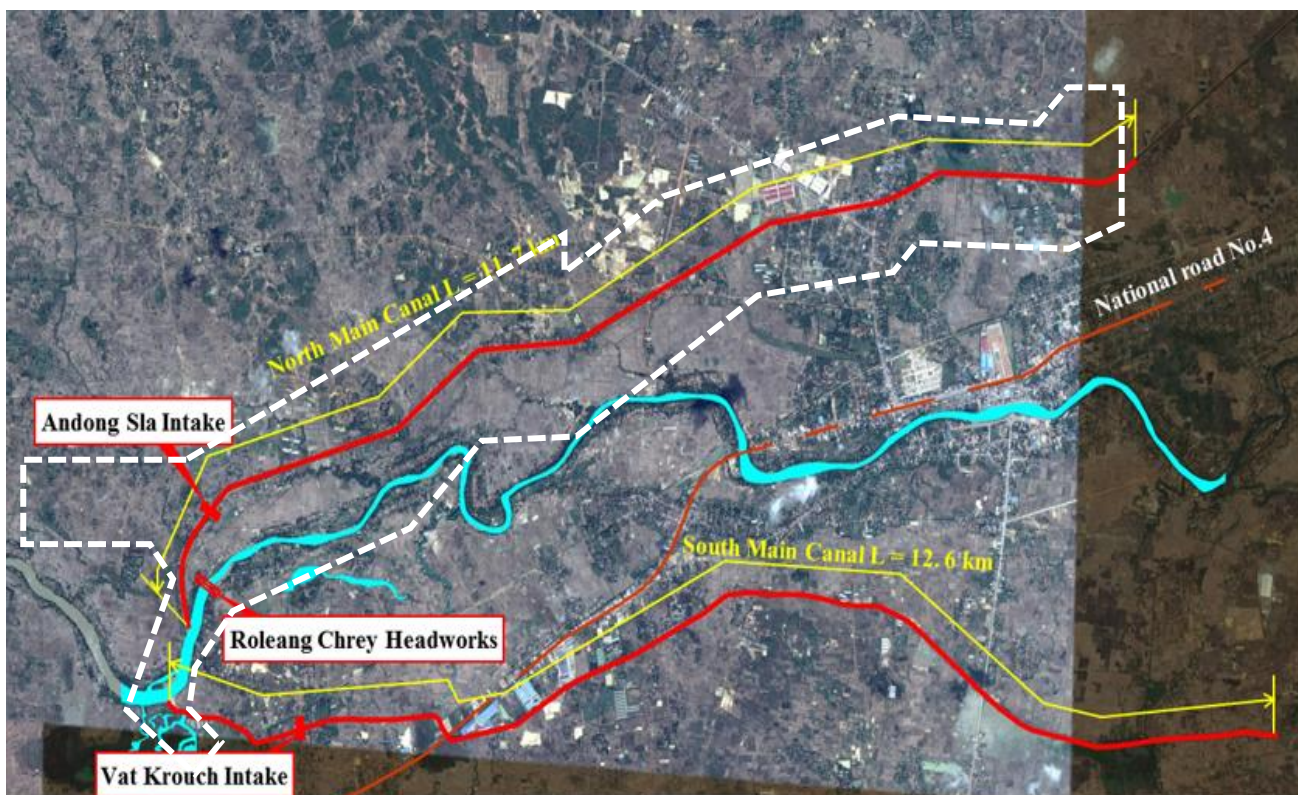 National road No.4
North Main Canal L = 11.7 km
Andong Sla Intake
South Main Canal L = 12. 6 km
Roleang Chrey Headworks
Vat Krouch Intake